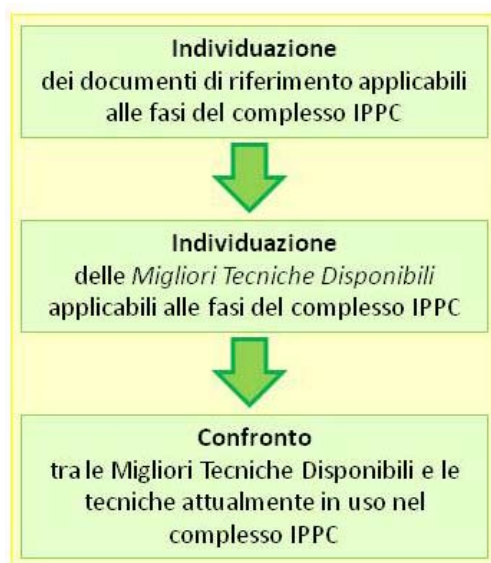 Individuazione
dei documenti di riferimento applicabili
alle fasi del complesso IPPC
Individuazione
delle Migliori Tecniche Disponibili
applicabili alle fasi del complesso IPPC
Confronto
tra le Migliori Tecniche Disponibili e le
tecniche attualmente in uso nel
complesso IPPC